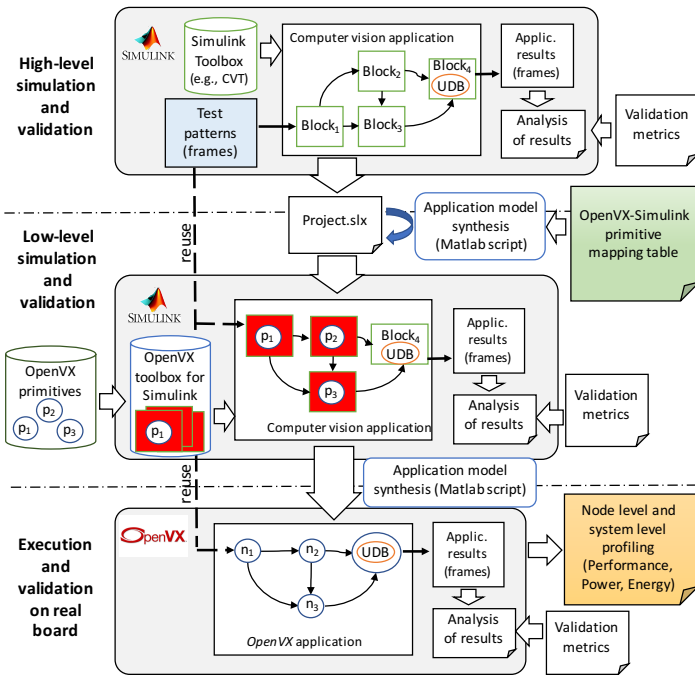 High-level
simulation
and
validation
SIMULINK
Simulink
Toolbox
(e.g., CVT)
Test
patterns
(frames)
Computer vision application
Block1
Block2
Block3
Block4
UDB
Applic.
results
(frames)
Analysis
of results
Validation
metrics
reuse
Project.slx
Application model
synthesis
(Matlab script)
OpenVX-Simulink
primitive
mapping table
Low-level
simulation
and
validation
SIMULINK
OpenVX
primitives
p1
p2
p3
OpenVX
toolbox for
Simulink
p1
p1
p2
p3
Block4
UDB
Computer vision application
Applic.
results
(frames)
Analysis
of results
Validation
metrics
reuse
Application model
synthesis (Matlab script)
Execution
and
validation
on real
board
OpenVX
n1
n2
n3
UDB
OpenVX application
Applic.
results
(frames)
Analysis
of results
Validation
metrics
Node level and
system level
profiling
(Performance,
Power, Energy)